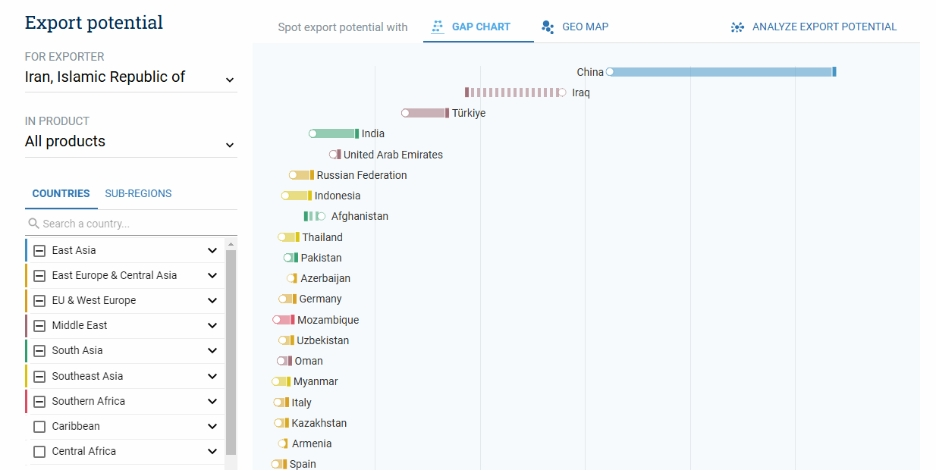 Export potential
Spot export potential with
GAP CHART
GEO MAP
ANALYZE EXPORT POTENTIAL
FOR EXPORTER
Iran, Islamic Republic of
IN PRODUCT
All products
COUNTRIES
SUB-REGIONS
Search a country...
East Asia
East Europe & Central Asia
EU & West Europe
Middle East
South Asia
Southeast Asia
Southern Africa
Caribbean
Central Africa
China
Iraq
Türkiye
India
United Arab Emirates
Russian Federation
Indonesia
Afghanistan
Thailand
Pakistan
Azerbaijan
Germany
Mozambique
Uzbekistan
Oman
Myanmar
Italy
Kazakhstan
Armenia
Spain